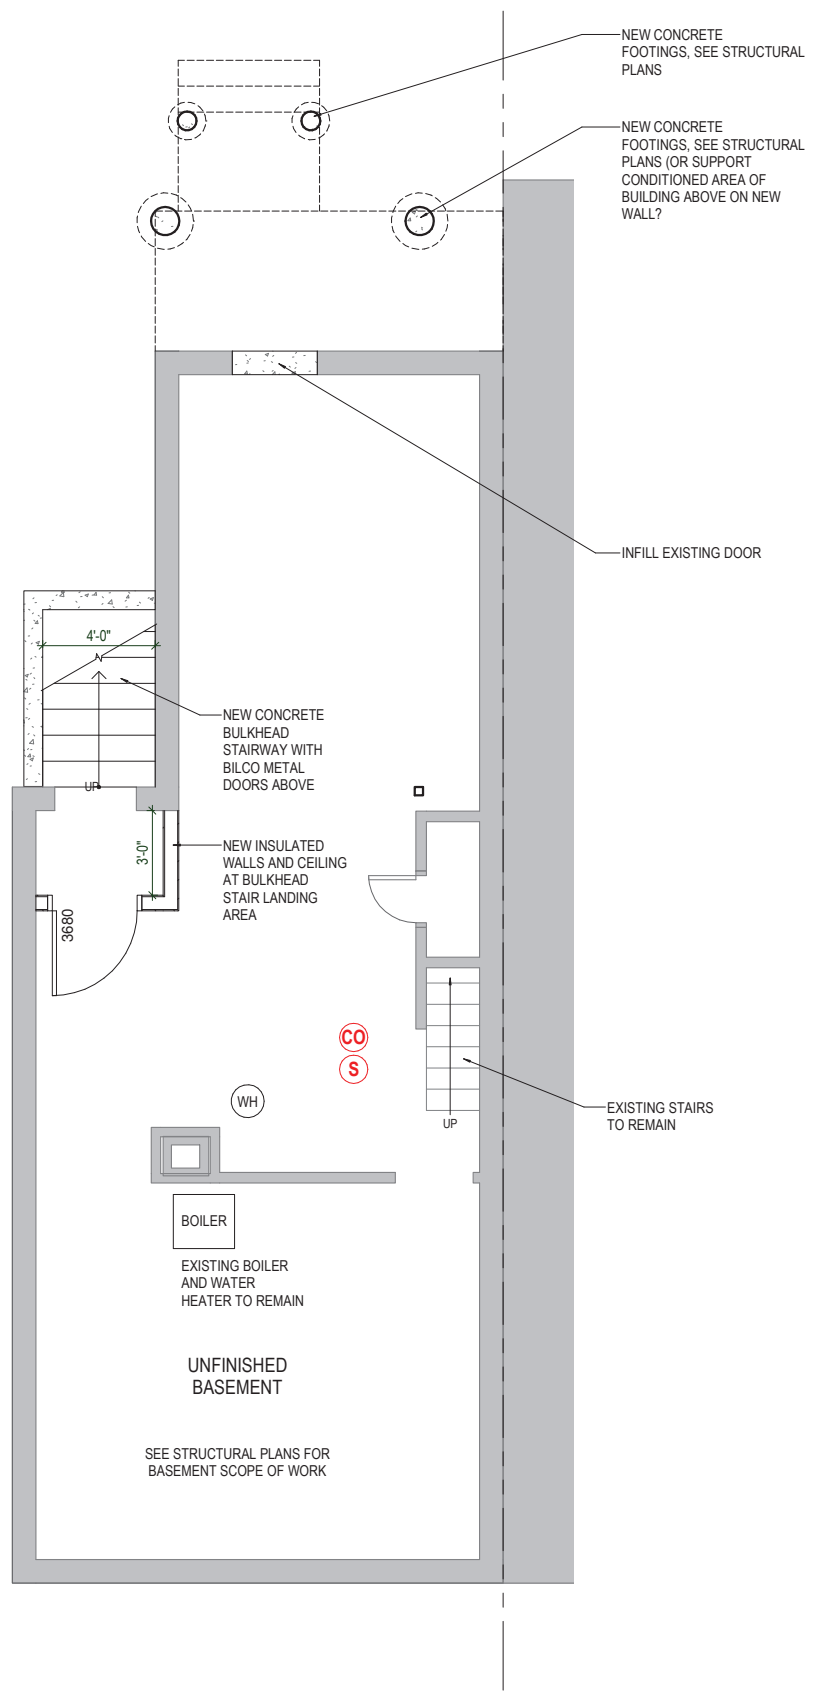 NEW CONCRETE
FOOTINGS, SEE STRUCTURAL
PLANS
NEW CONCRETE
FOOTINGS, SEE STRUCTURAL
PLANS (OR SUPPORT
CONDITIONED AREA OF
BUILDING ABOVE ON NEW
WALL?
INFILL EXISTING DOOR
4'-0"
N
UP
NEW CONCRETE
BULKHEAD
STAIRWAY WITH
BILCO METAL
DOORS ABOVE
3'-0"
NEW INSULATED
WALLS AND CEILING
AT BULKHEAD
STAIR LANDING
AREA
3680
CO
S
WH
UP
EXISTING STAIRS
TO REMAIN
BOILER
EXISTING BOILER
AND WATER
HEATER TO REMAIN
UNFINISHED
BASEMENT
SEE STRUCTURAL PLANS FOR
BASEMENT SCOPE OF WORK